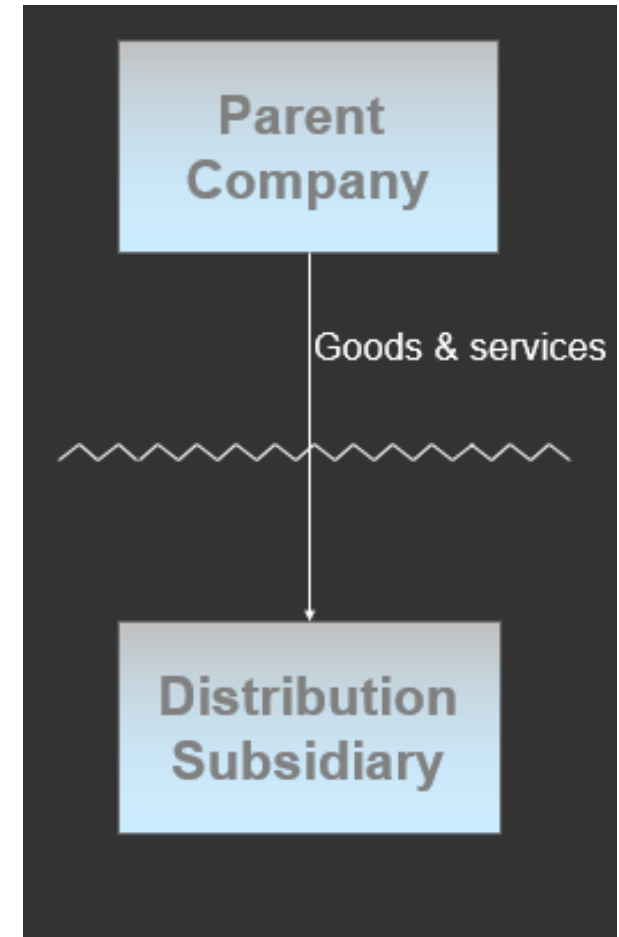 Parent
Company
Goods & services
Distribution
Subsidiary